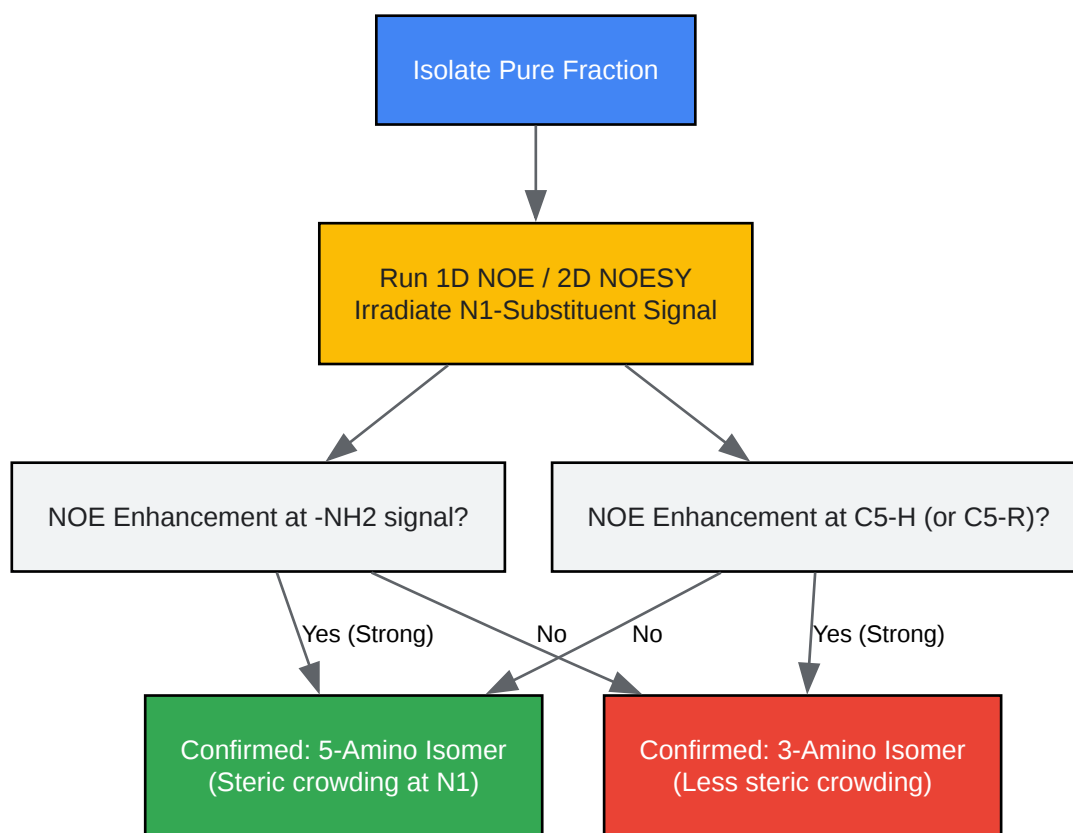 Isolate Pure Fraction
Run 1D NOE / 2D NOESY
Irradiate N1-Substituent Signal
NOE Enhancement at -NH2 signal?
NOE Enhancement at C5-H (or C5-R)?
Yes (Strong)
No
No
Yes (Strong)
Confirmed: 5-Amino Isomer
(Steric crowding at N1)
Confirmed: 3-Amino Isomer
(Less steric crowding)